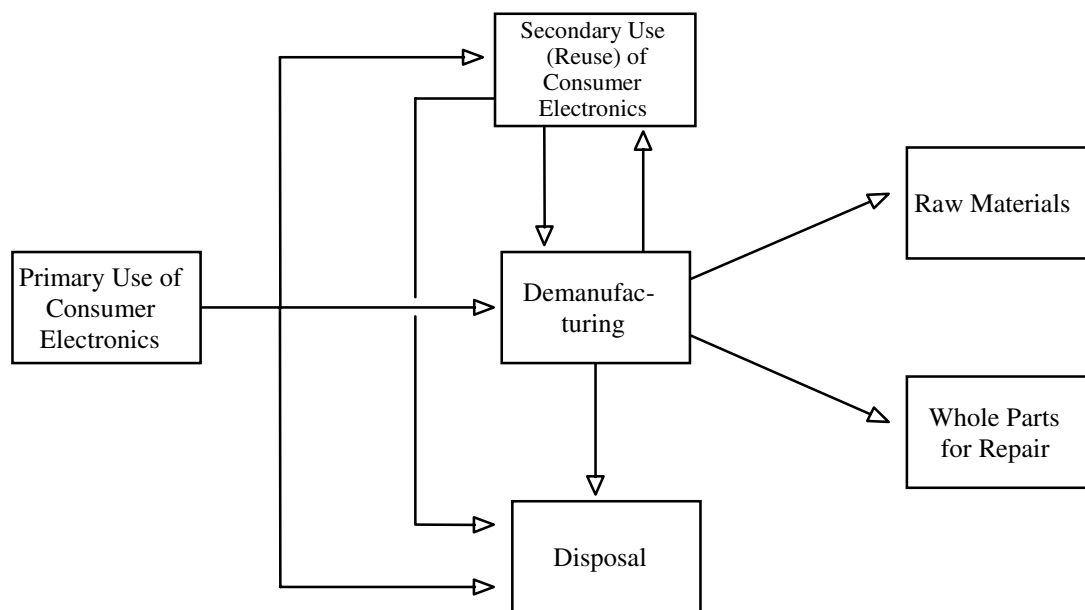 Secondary Use
(Reuse) of
Consumer
Electronics
Raw Materials
Primary Use of
Consumer
Electronics
Demanufac-
turing
Whole Parts
for Repair
Disposal